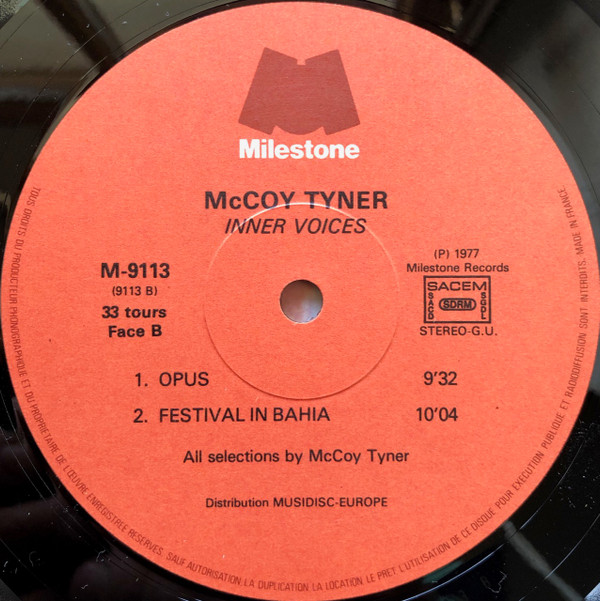 Milestone
McCOY TYNER
INNER VOICES
M-9113
(9113 B)
33 tours
Face B
(P) 1977
Milestone Records
SACEM
SACD
SDRM
SGDL
STEREO-G.U.
1. OPUS 9'32
2. FESTIVAL IN BAHIA 10'04
All selections by McCoy Tyner
Distribution MUSIDISC-EUROPE
TOUS DROITS DU PRODUCTEUR PHONOGRAPHIQUE ET DU PROPRIETAIRE DE L'ŒUVRE ENREGISTREE RESERVES. SAUF AUTORISATION LA DUPLICATION, LA LOCATION, LE PRET, L'UTILISATION DE CE DISQUE POUR EXECUTION PUBLIQUE ET RADIODIFFUSION SONT INTERDITS. MADE IN FRANCE.